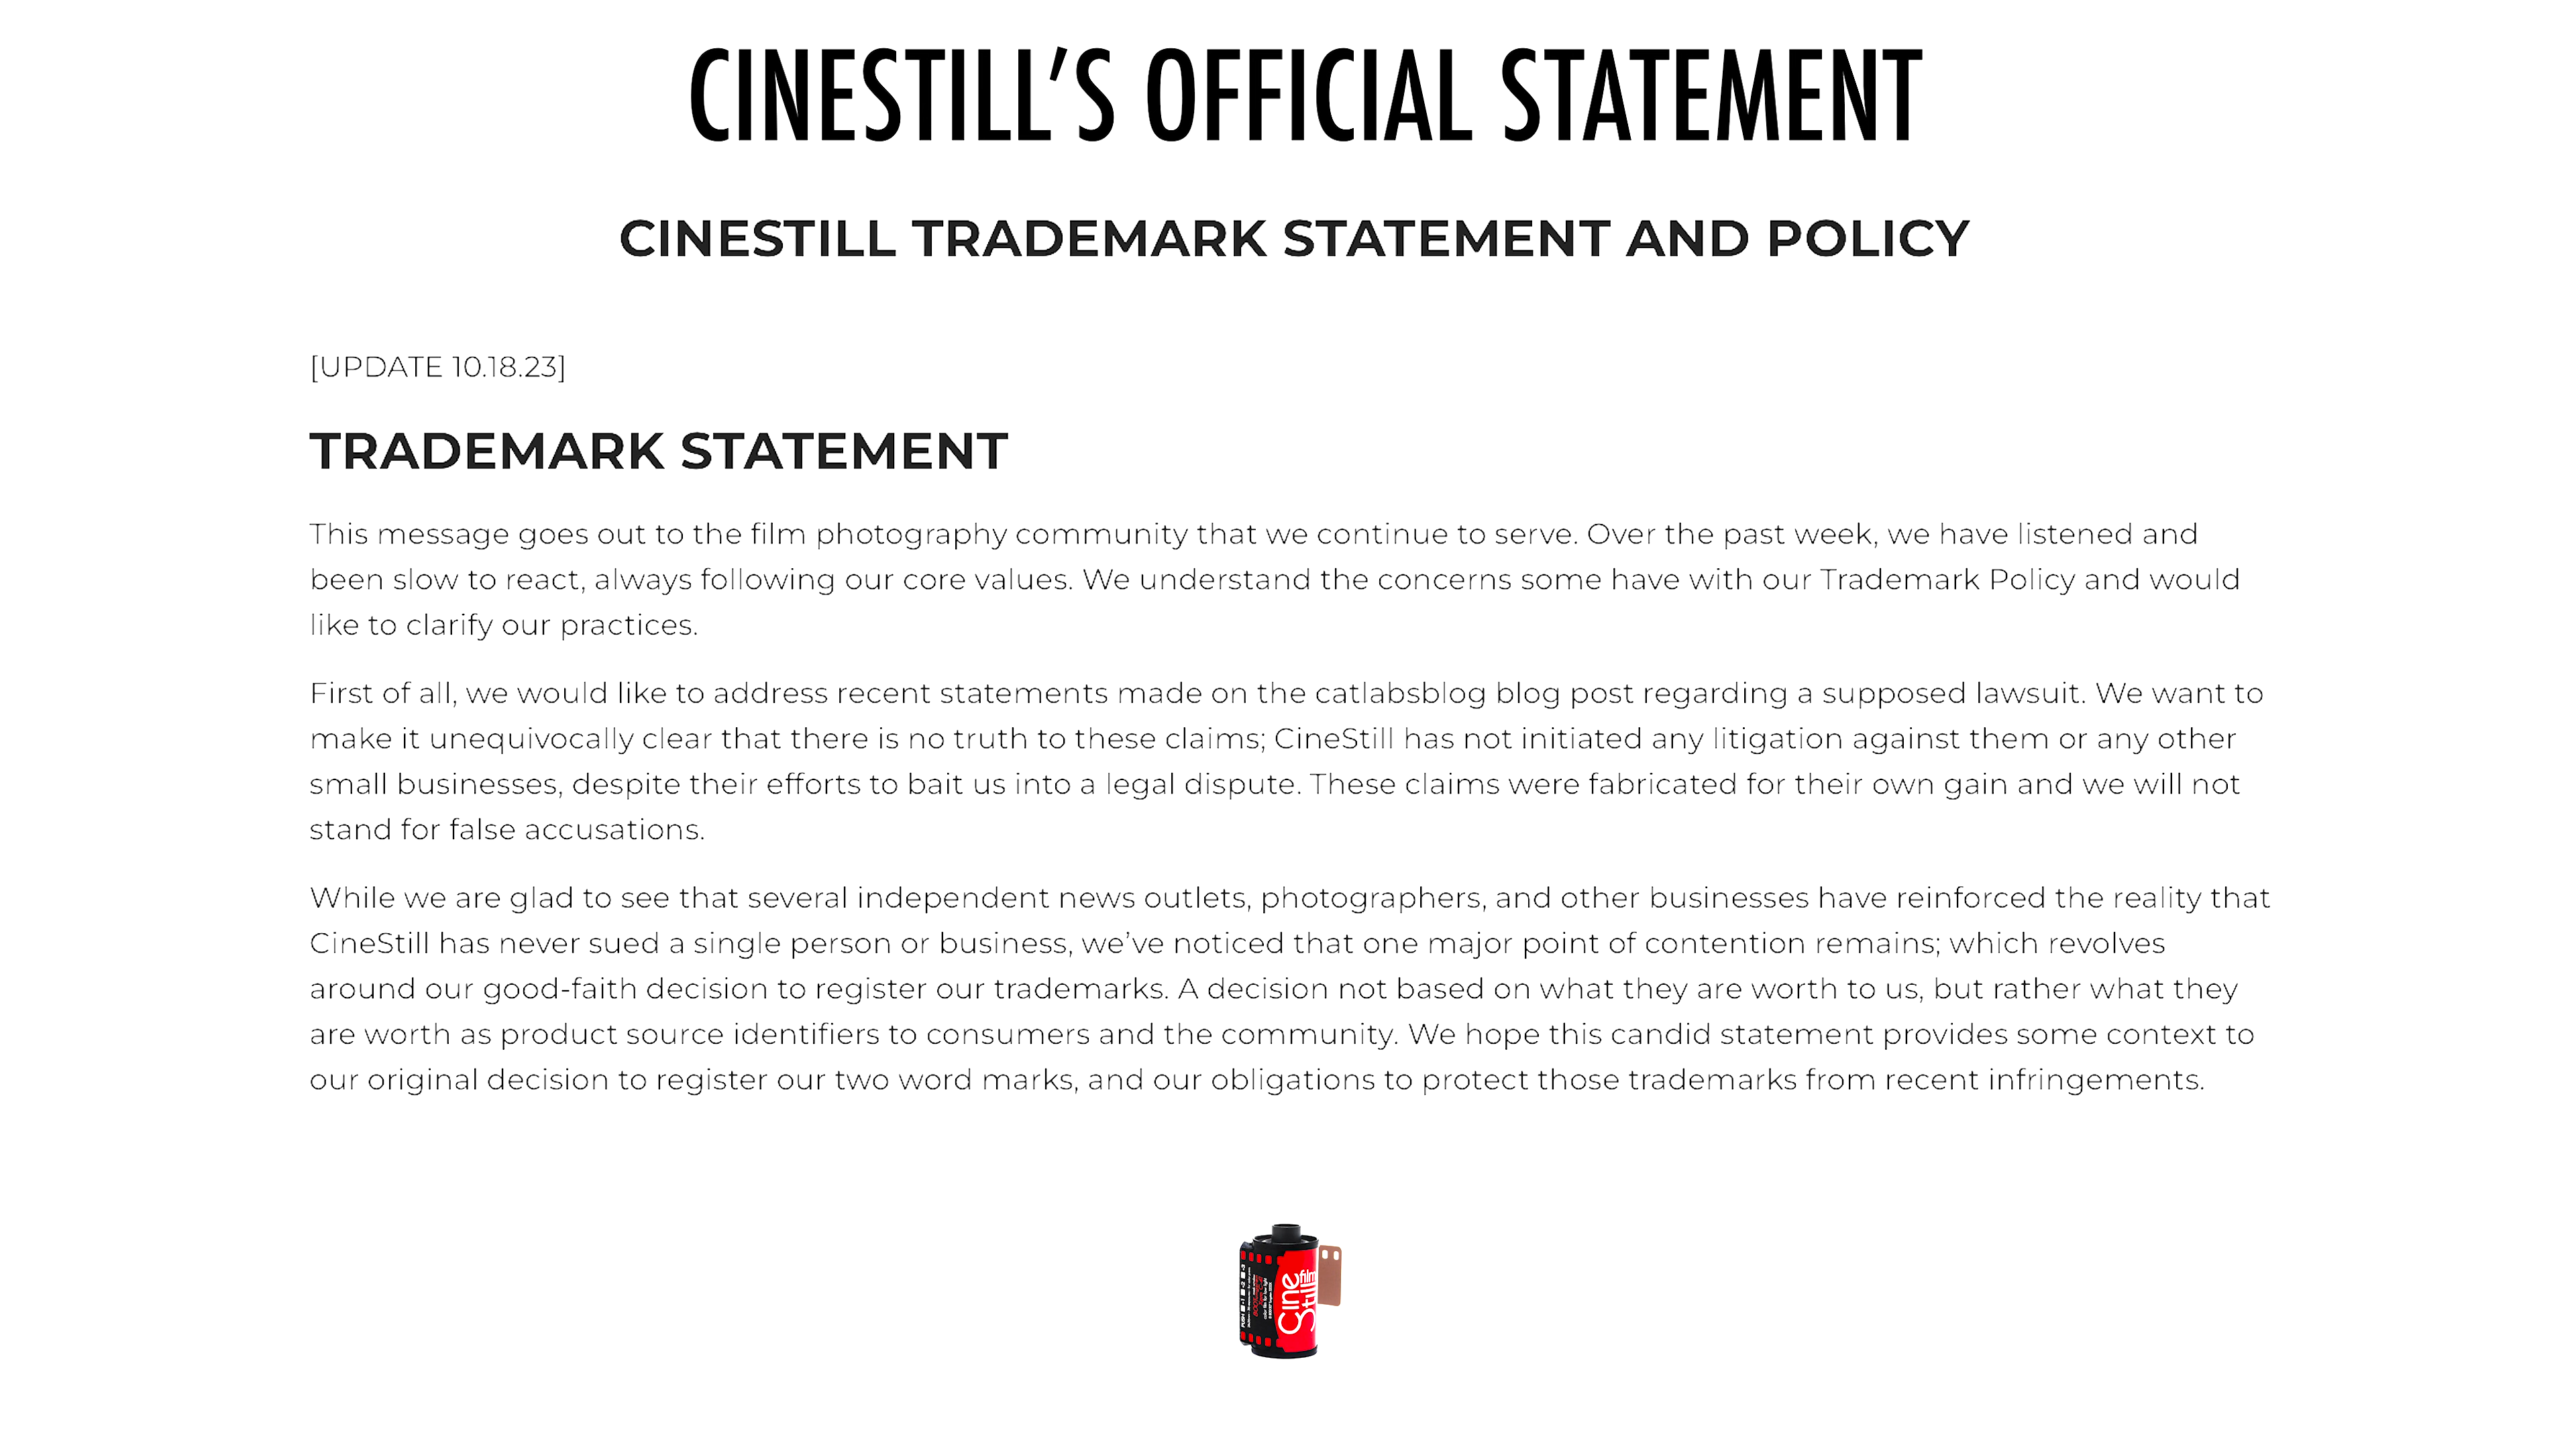 CINESTILL’S OFFICIAL STATEMENT
CINESTILL TRADEMARK STATEMENT AND POLICY
[UPDATE 10.18.23]
TRADEMARK STATEMENT
This message goes out to the film photography community that we continue to serve. Over the past week, we have listened and
been slow to react, always following our core values. We understand the concerns some have with our Trademark Policy and would
like to clarify our practices.
First of all, we would like to address recent statements made on the catlabsblog blog post regarding a supposed lawsuit. We want to
make it unequivocally clear that there is no truth to these claims; CineStill has not initiated any litigation against them or any other
small businesses, despite their efforts to bait us into a legal dispute. These claims were fabricated for their own gain and we will not
stand for false accusations.
While we are glad to see that several independent news outlets, photographers, and other businesses have reinforced the reality that
CineStill has never sued a single person or business, we’ve noticed that one major point of contention remains; which revolves
around our good-faith decision to register our trademarks. A decision not based on what they are worth to us, but rather what they
are worth as product source identifiers to consumers and the community. We hope this candid statement provides some context to
our original decision to register our two word marks, and our obligations to protect those trademarks from recent infringements.
Cine film
Still